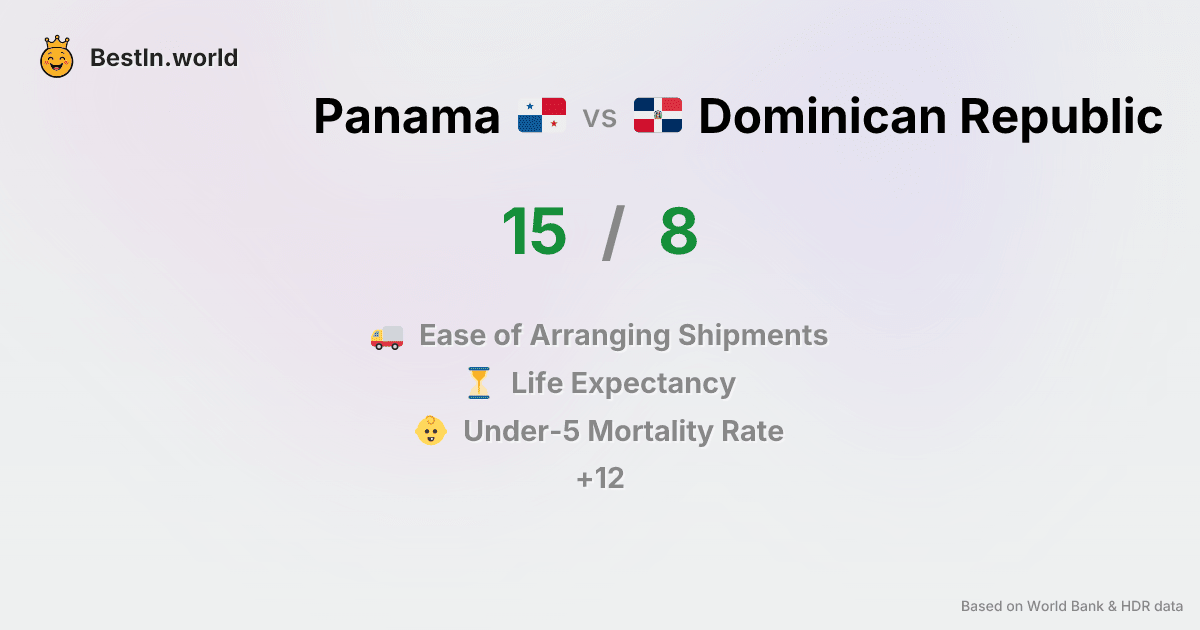 BestIn.world
Panama vs Dominican Republic
15 / 8
Ease of Arranging Shipments
Life Expectancy
Under-5 Mortality Rate
+12
Based on World Bank & HDR data